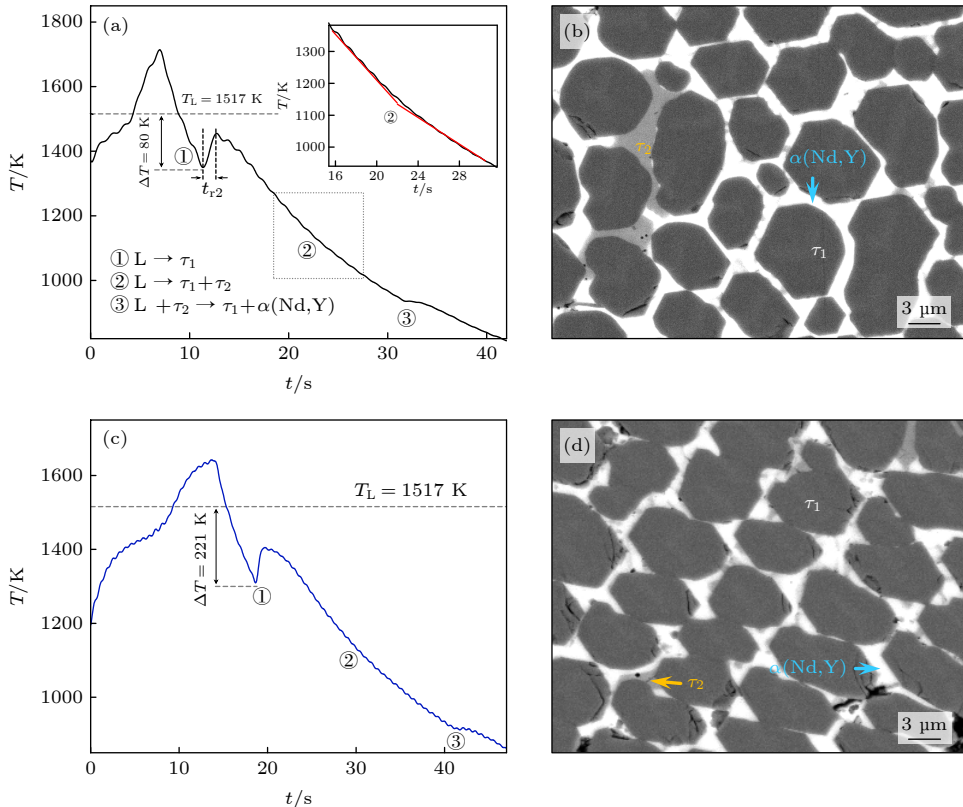 (a)
T/K
1800
1600
1400
1200
1000
T_L = 1517 K
ΔT = 80 K
①
t_r2
②
③
① L → τ₁
② L → τ₁+τ₂
③ L +τ₂ → τ₁+α(Nd,Y)
0 10 20 30 40
t/s
T/K
1300
1200
1100
1000
②
16 20 24 28
t/s
(b)
τ₂
α(Nd,Y)
τ₁
3 μm
(c)
T/K
1600
1400
1200
1000
T_L = 1517 K
ΔT = 221 K
①
②
③
0 10 20 30 40
t/s
(d)
τ₁
α(Nd,Y)
τ₂
3 μm